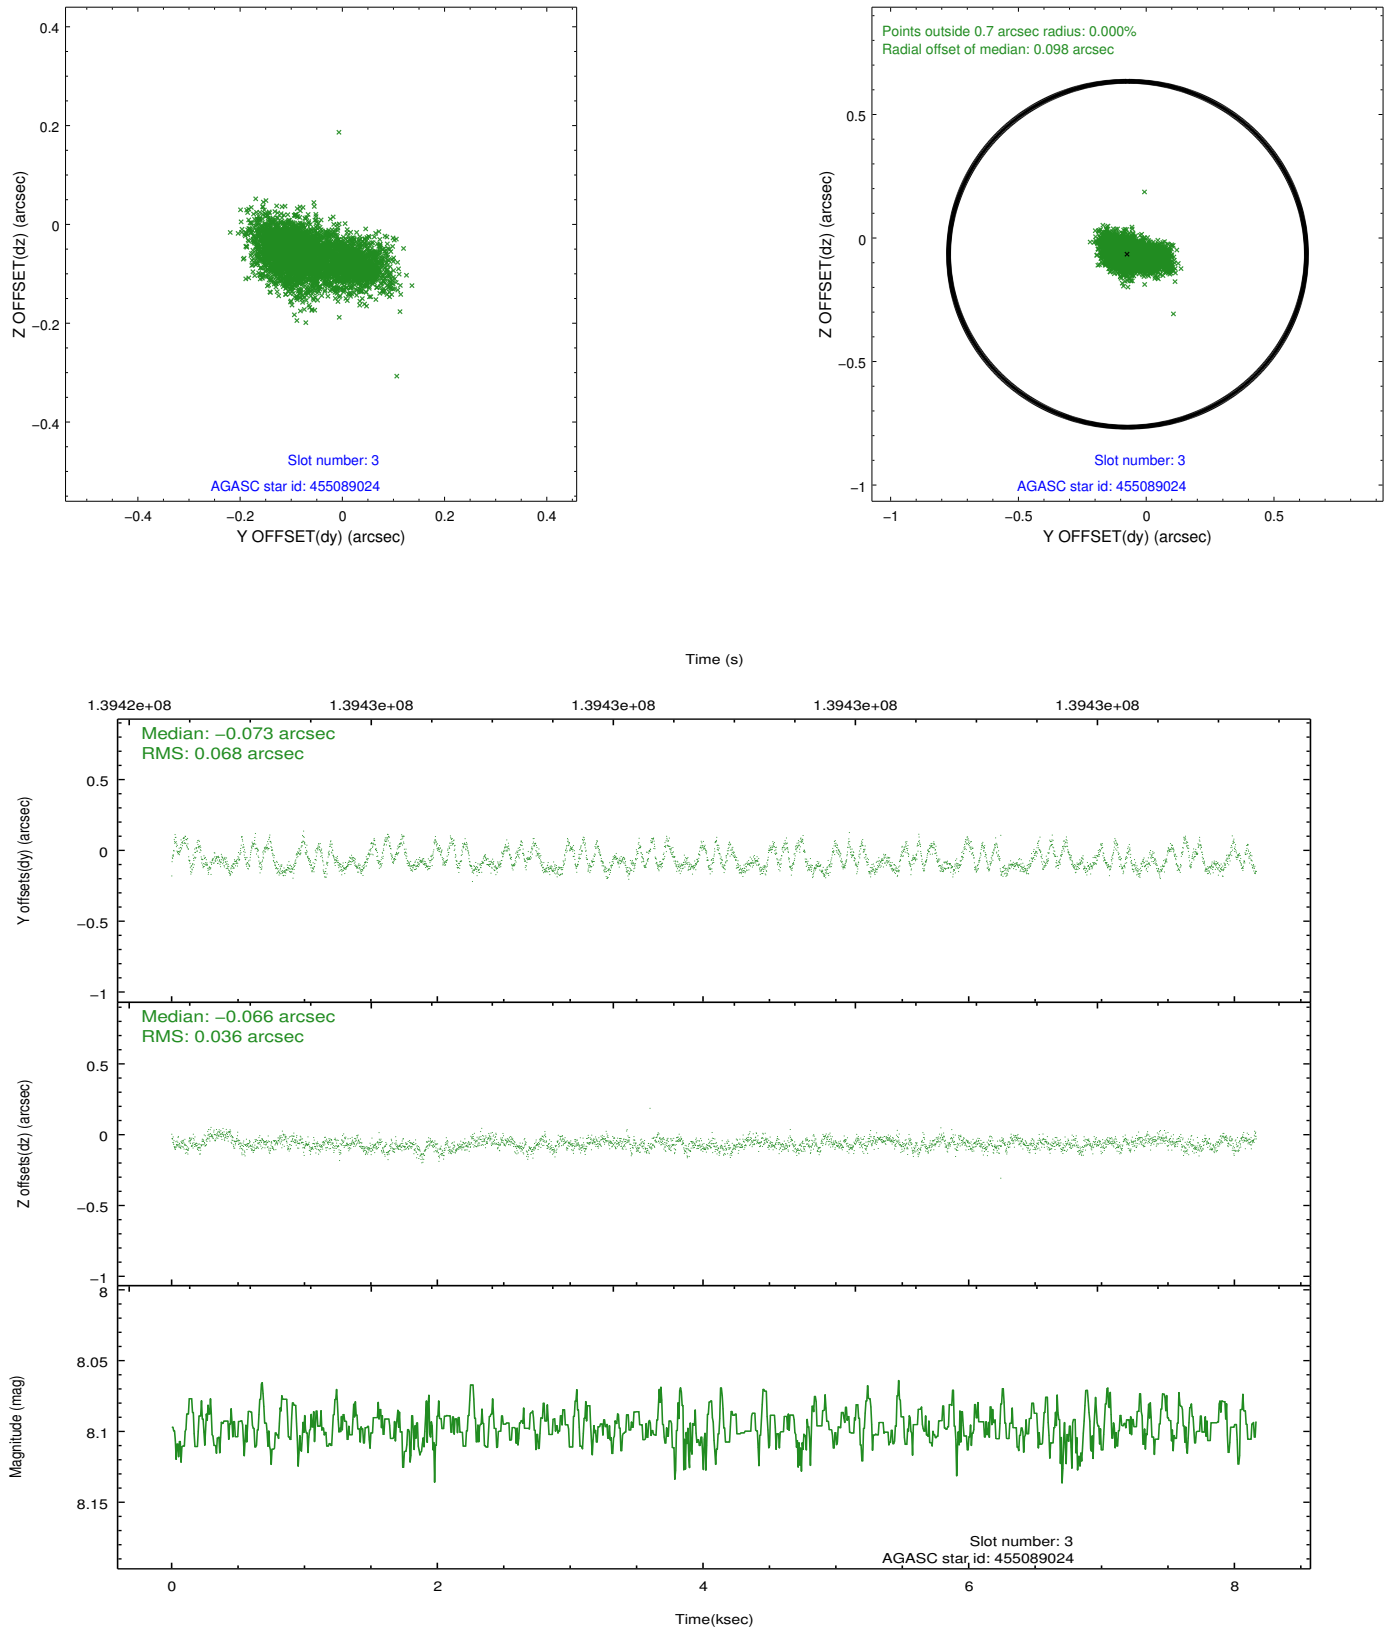 0.4
0.2
0
−0.2
−0.4
Z OFFSET(dz) (arcsec)
Slot number: 3
AGASC star id: 455089024
−0.4 −0.2 0 0.2 0.4
Y OFFSET(dy) (arcsec)
Points outside 0.7 arcsec radius: 0.000%
Radial offset of median: 0.098 arcsec
0.5
0
−0.5
−1
Z OFFSET(dz) (arcsec)
Slot number: 3
AGASC star id: 455089024
−1 −0.5 0 0.5
Y OFFSET(dy) (arcsec)
Time (s)
1.3942e+08 1.3943e+08 1.3943e+08 1.3943e+08 1.3943e+08
Median: −0.073 arcsec
RMS: 0.068 arcsec
0.5
0
−0.5
−1
Y offsets(dy) (arcsec)
Median: −0.066 arcsec
RMS: 0.036 arcsec
0.5
0
−0.5
−1
Z offsets(dz) (arcsec)
8
8.05
8.1
8.15
Magnitude (mag)
Slot number: 3
AGASC star id: 455089024
0 2 4 6 8
Time(ksec)